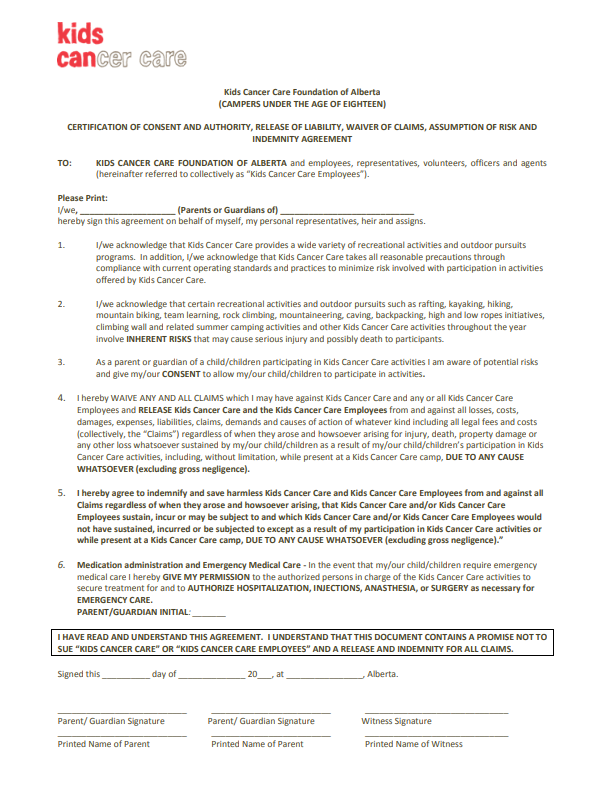 kids
cancer care
Kids Cancer Care Foundation of Alberta
(CAMPERS UNDER THE AGE OF EIGHTEEN)
CERTIFICATION OF CONSENT AND AUTHORITY, RELEASE OF LIABILITY, WAIVER OF CLAIMS, ASSUMPTION OF RISK AND
INDEMNITY AGREEMENT
TO: KIDS CANCER CARE FOUNDATION OF ALBERTA and employees, representatives, volunteers, officers and agents
(hereinafter referred to collectively as “Kids Cancer Care Employees”).
Please Print:
I/we, ____________________ (Parents or Guardians of) ____________________________
hereby sign this agreement on behalf of myself, my personal representatives, heir and assigns.
1. I/we acknowledge that Kids Cancer Care provides a wide variety of recreational activities and outdoor pursuits
programs. In addition, I/we acknowledge that Kids Cancer Care takes all reasonable precautions through
compliance with current operating standards and practices to minimize risk involved with participation in activities
offered by Kids Cancer Care.
2. I/we acknowledge that certain recreational activities and outdoor pursuits such as rafting, kayaking, hiking,
mountain biking, team learning, rock climbing, mountaineering, caving, backpacking, high and low ropes initiatives,
climbing wall and related summer camping activities and other Kids Cancer Care activities throughout the year
involve INHERENT RISKS that may cause serious injury and possibly death to participants.
3. As a parent or guardian of a child/children participating in Kids Cancer Care activities I am aware of potential risks
and give my/our CONSENT to allow my/our child/children to participate in activities.
4. I hereby WAIVE ANY AND ALL CLAIMS which I may have against Kids Cancer Care and any or all Kids Cancer Care
Employees and RELEASE Kids Cancer Care and the Kids Cancer Care Employees from and against all losses, costs,
damages, expenses, liabilities, claims, demands and causes of action of whatever kind including all legal fees and costs
(collectively, the “Claims”) regardless of when they arose and howsoever arising for injury, death, property damage or
any other loss whatsoever sustained by my/our child/children as a result of my/our child/children’s participation in Kids
Cancer Care activities, including, without limitation, while present at a Kids Cancer Care camp, DUE TO ANY CAUSE
WHATSOEVER (excluding gross negligence).
5. I hereby agree to indemnify and save harmless Kids Cancer Care and Kids Cancer Care Employees from and against all
Claims regardless of when they arose and howsoever arising, that Kids Cancer Care and/or Kids Cancer Care
Employees sustain, incur or may be subject to and which Kids Cancer Care and/or Kids Cancer Care Employees would
not have sustained, incurred or be subjected to except as a result of my participation in Kids Cancer Care activities or
while present at a Kids Cancer Care camp, DUE TO ANY CAUSE WHATSOEVER (excluding gross negligence).”
6. Medication administration and Emergency Medical Care - In the event that my/our child/children require emergency
medical care I hereby GIVE MY PERMISSION to the authorized persons in charge of the Kids Cancer Care activities to
secure treatment for and to AUTHORIZE HOSPITALIZATION, INJECTIONS, ANASTHESIA, or SURGERY as necessary for
EMERGENCY CARE.
PARENT/GUARDIAN INITIAL: _______
I HAVE READ AND UNDERSTAND THIS AGREEMENT. I UNDERSTAND THAT THIS DOCUMENT CONTAINS A PROMISE NOT TO
SUE “KIDS CANCER CARE” OR “KIDS CANCER CARE EMPLOYEES” AND A RELEASE AND INDEMNITY FOR ALL CLAIMS.
Signed this __________ day of ______________ 20___, at ________________, Alberta.
___________________________ ___________________________ ______________________________
Parent/ Guardian Signature Parent/ Guardian Signature Witness Signature
___________________________ ___________________________ ______________________________
Printed Name of Parent Printed Name of Parent Printed Name of Witness